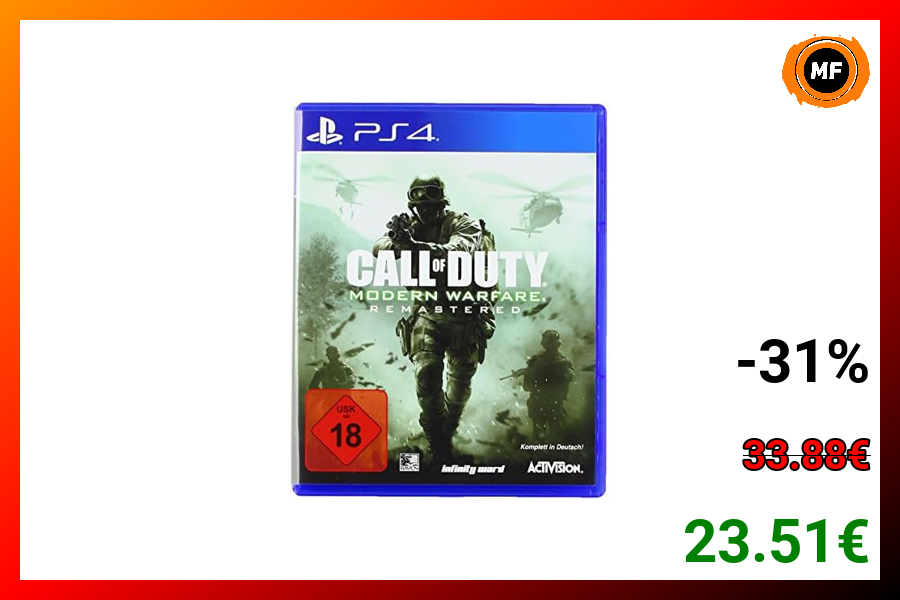 MF
PS4
CALL OF DUTY
MODERN WARFARE
REMASTERED
-31%
33.88€
USK
ab
18
Komplett in Deutsch!
infinity ward
ACTIVISION
23.51€